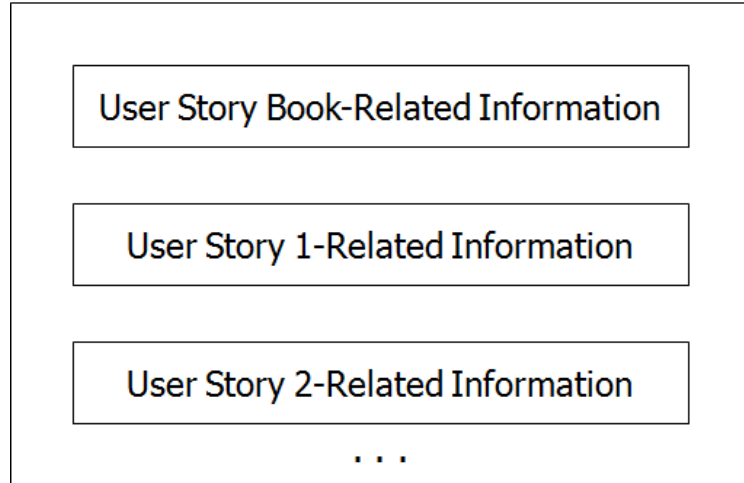 User Story Book-Related Information
User Story 1-Related Information
User Story 2-Related Information
. . .